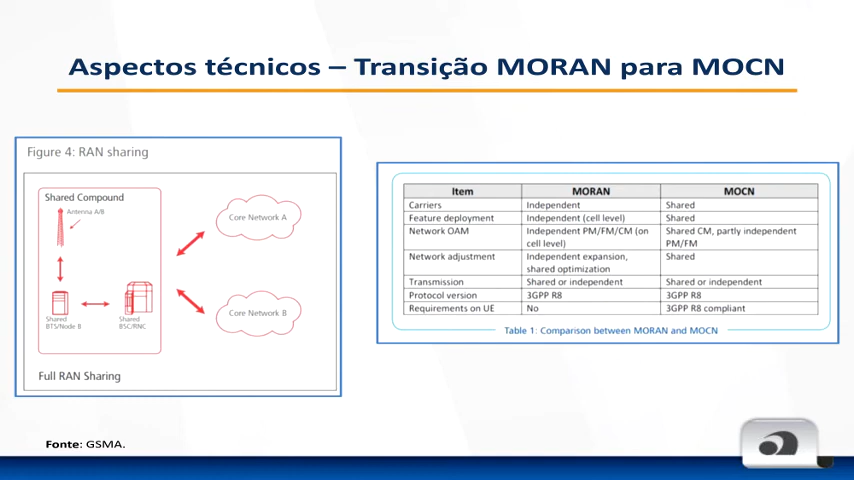 Aspectos técnicos – Transição MORAN para MOCN
Figure 4: RAN sharing
Shared Compound
Antenna A/B
Core Network A
Core Network B
Shared
BTS/Node B
Shared
BSC/RNC
Full RAN Sharing
Item MORAN MOCN
Carriers Independent Shared
Feature deployment Independent (cell level) Shared
Network OAM Independent PM/FM/CM (on cell level) Shared CM, partly independent PM/FM
Network adjustment Independent expansion, shared optimization Shared
Transmission Shared or independent Shared or independent
Protocol version 3GPP R8 3GPP R8
Requirements on UE No 3GPP R8 compliant
Table 1: Comparison between MORAN and MOCN
Fonte: GSMA.